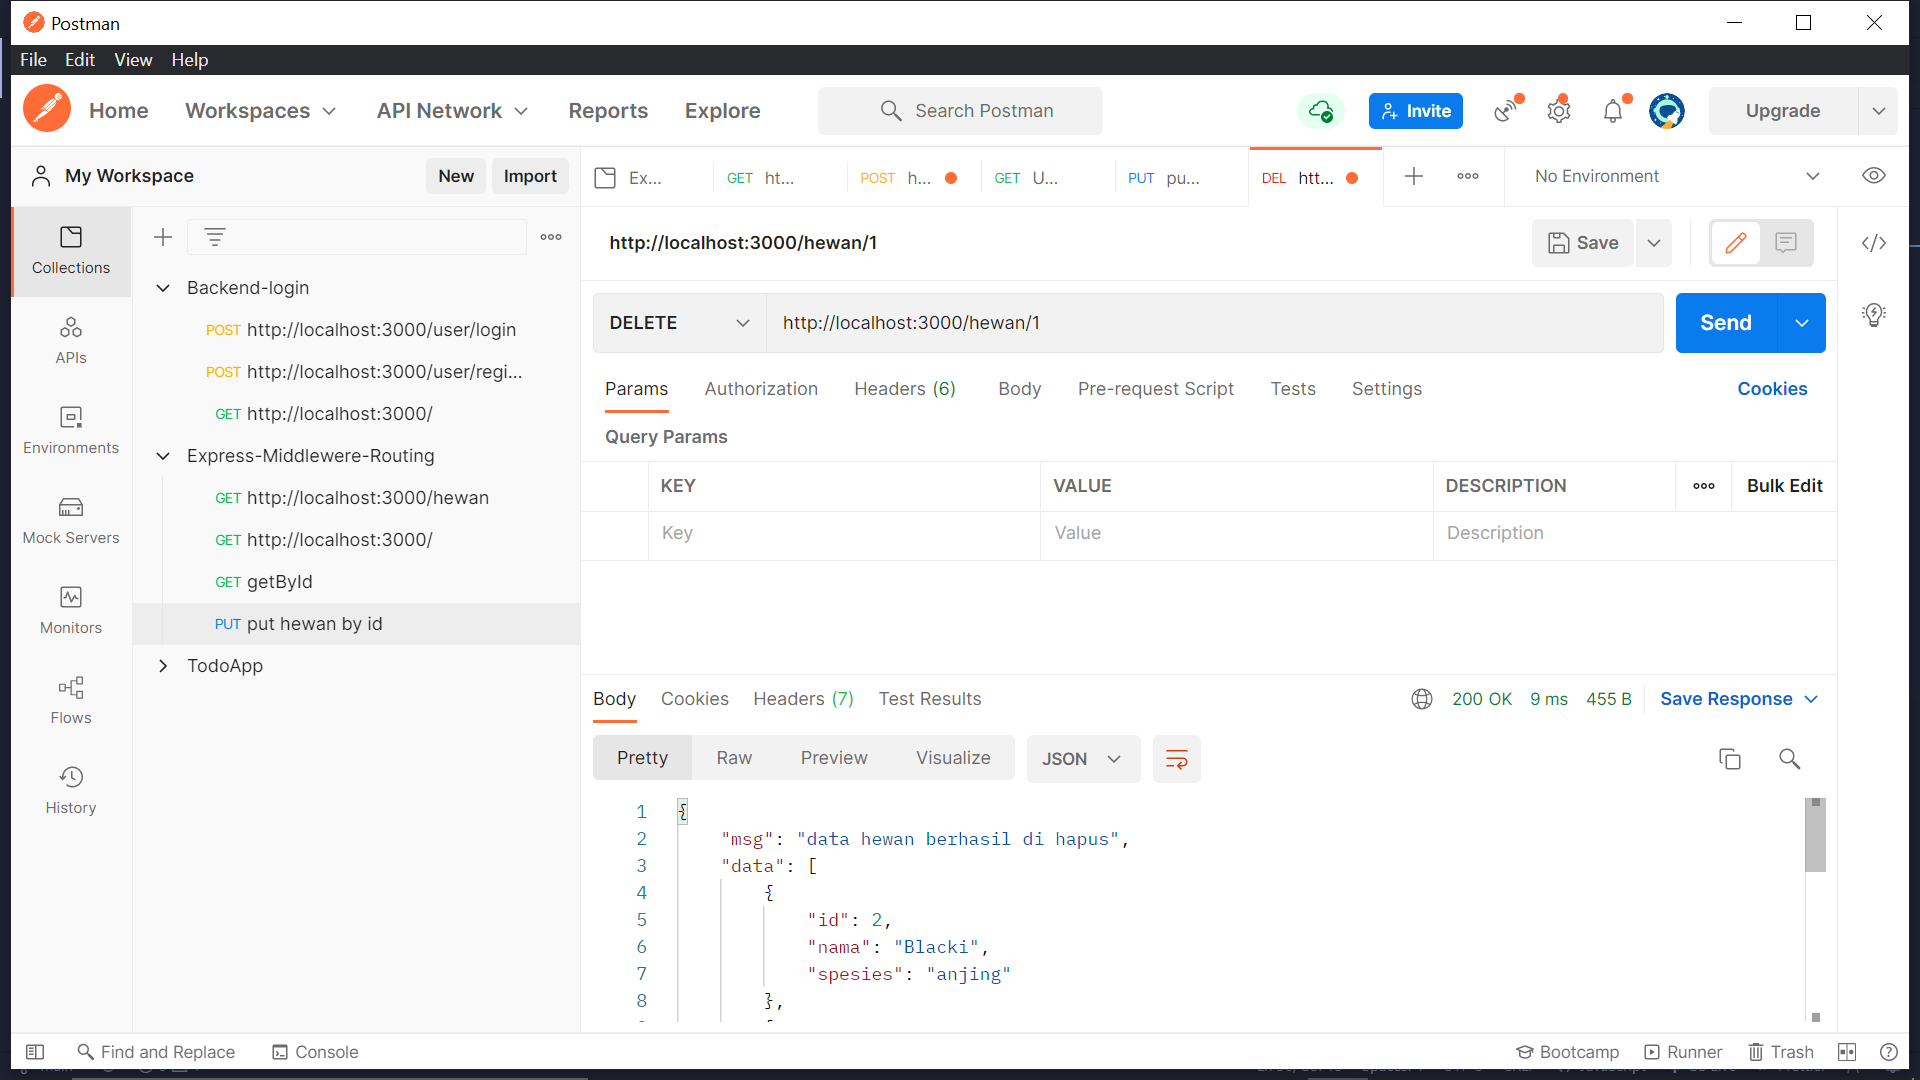 Postman
File Edit View Help
Home Workspaces API Network Reports Explore Search Postman Invite Upgrade
My Workspace New Import
Ex... GET ht... POST h... GET U... PUT pu... DEL htt... No Environment
Collections
APIs
Environments
Mock Servers
Monitors
Flows
History
Backend-login
POST http://localhost:3000/user/login
POST http://localhost:3000/user/regi...
GET http://localhost:3000/
Express-Middlewere-Routing
GET http://localhost:3000/hewan
GET http://localhost:3000/
GET getById
PUT put hewan by id
TodoApp
http://localhost:3000/hewan/1 Save
DELETE http://localhost:3000/hewan/1 Send
Params Authorization Headers (6) Body Pre-request Script Tests Settings Cookies
Query Params
KEY VALUE DESCRIPTION Bulk Edit
Key Value Description
Body Cookies Headers (7) Test Results 200 OK 9 ms 455 B Save Response
Pretty Raw Preview Visualize JSON
1 {
2 "msg": "data hewan berhasil di hapus",
3 "data": [
4 {
5 "id": 2,
6 "nama": "Blacki",
7 "spesies": "anjing"
8 },
Find and Replace Console Bootcamp Runner Trash